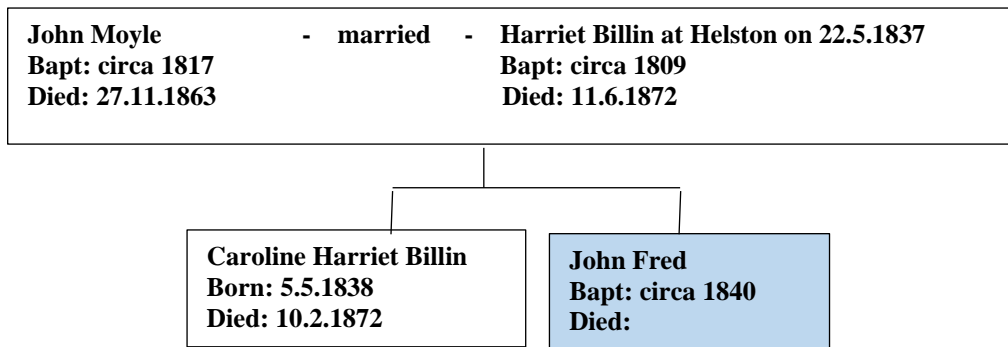 John Moyle - married - Harriet Billin at Helston on 22.5.1837
Bapt: circa 1817 Bapt: circa 1809
Died: 27.11.1863 Died: 11.6.1872
Caroline Harriet Billin
Born: 5.5.1838
Died: 10.2.1872
John Fred
Bapt: circa 1840
Died: